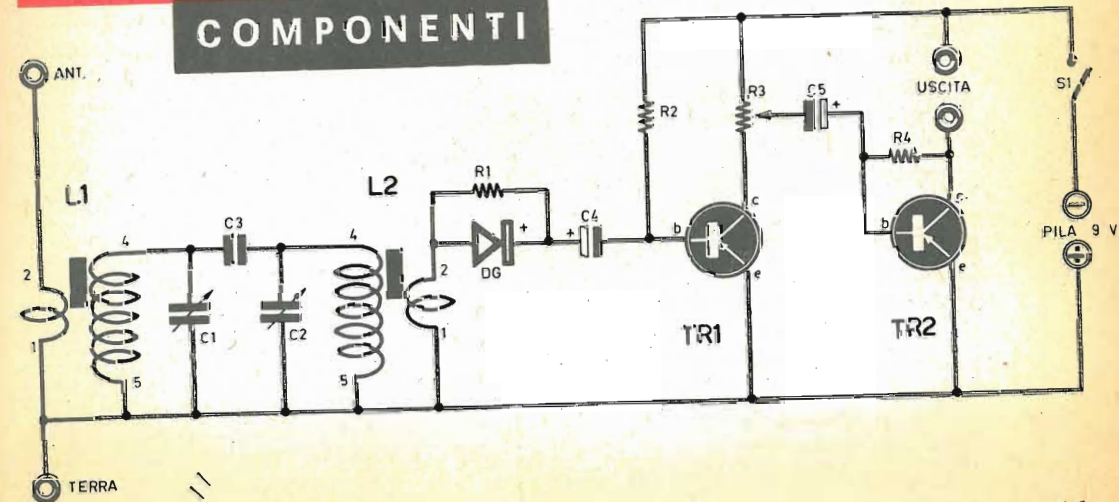 COMPONENTI
ANT.
L1
2
1
4
5
C3
C1
C2
L2
4
5
2
1
R1
+
DG
+
C4
R2
R3
C5
+
b
c
e
TR1
R4
USCITA
b
e
TR2
S1
PILA 9 V
TERRA